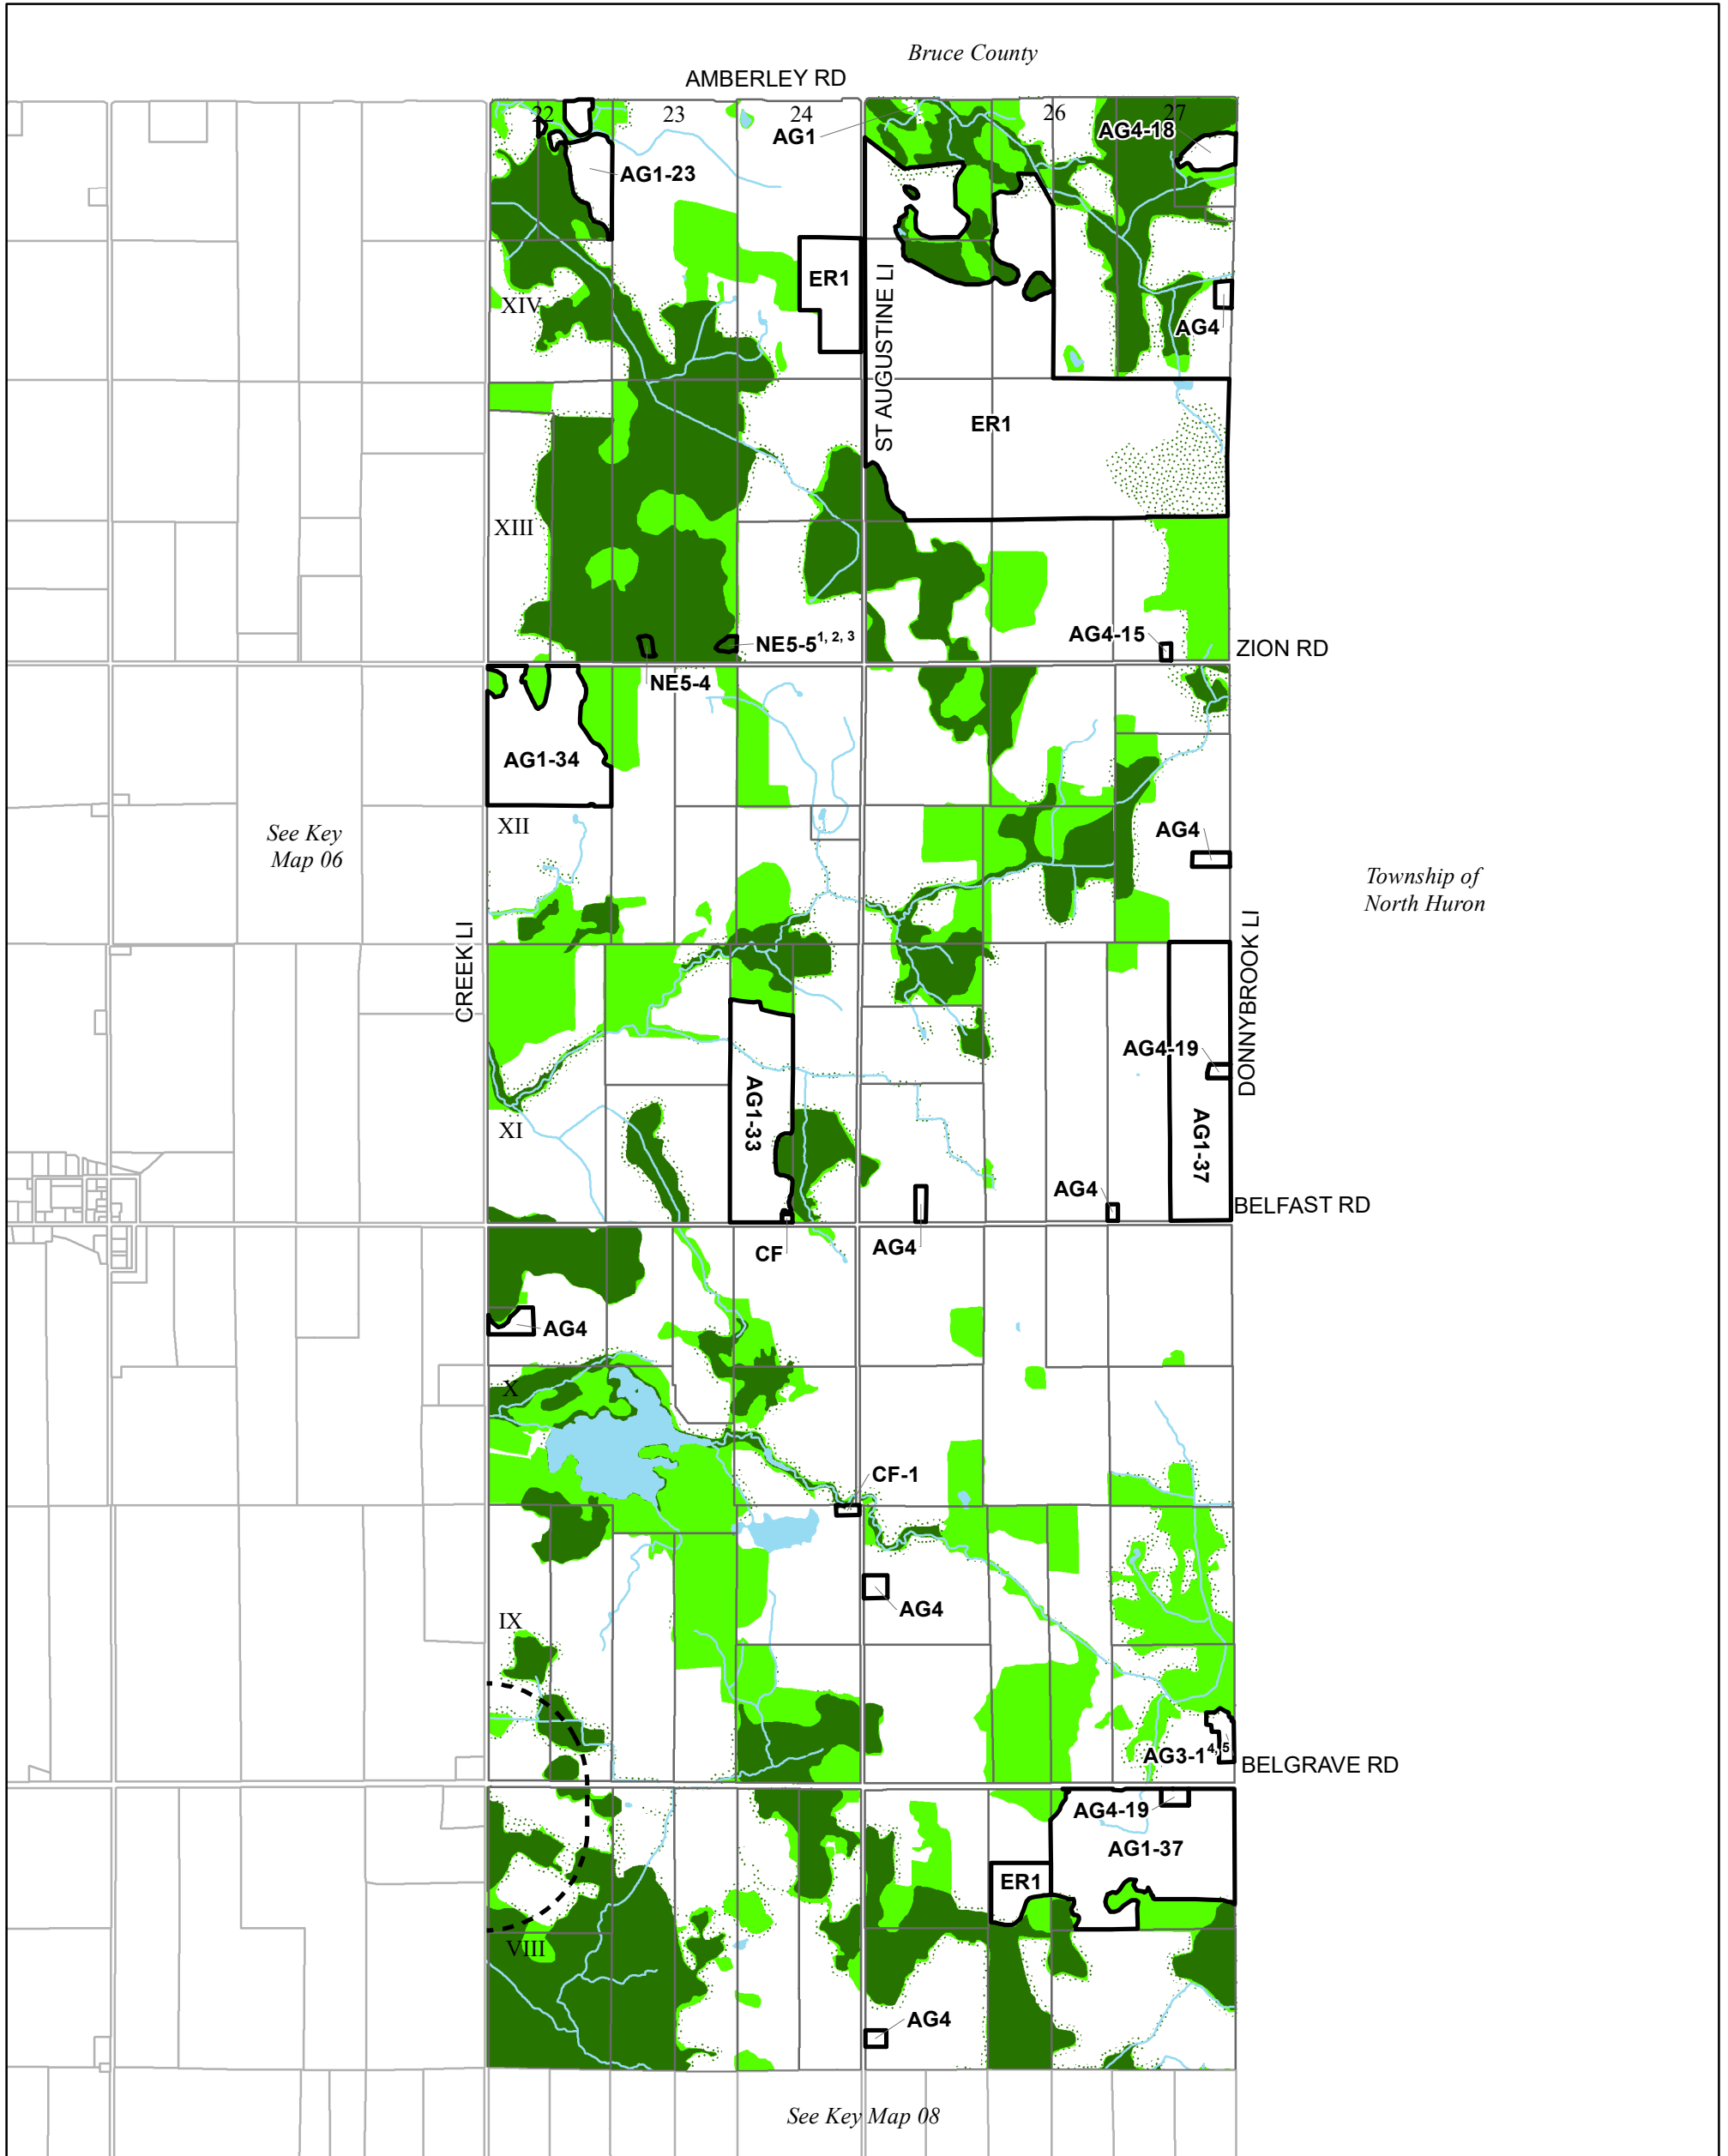 Bruce County
AMBERLEY RD
22
23
24
26
27
AG1
AG4-18
AG1-23
ER1
ST AUGUSTINE LI
XIV
AG4
ER1
XIII
AG4-15
NE5-5 1, 2, 3
ZION RD
NE5-4
AG1-34
XII
See Key
Map 06
AG4
Township of
North Huron
CREEK LI
DONNYBROOK LI
AG4-19
AG1-33
XI
AG1-37
AG4
BELFAST RD
CF
AG4
AG4
X
CF-1
AG4
IX
AG3-1 4, 5
BELGRAVE RD
AG4-19
AG1-37
ER1
VIII
AG4
See Key Map 08